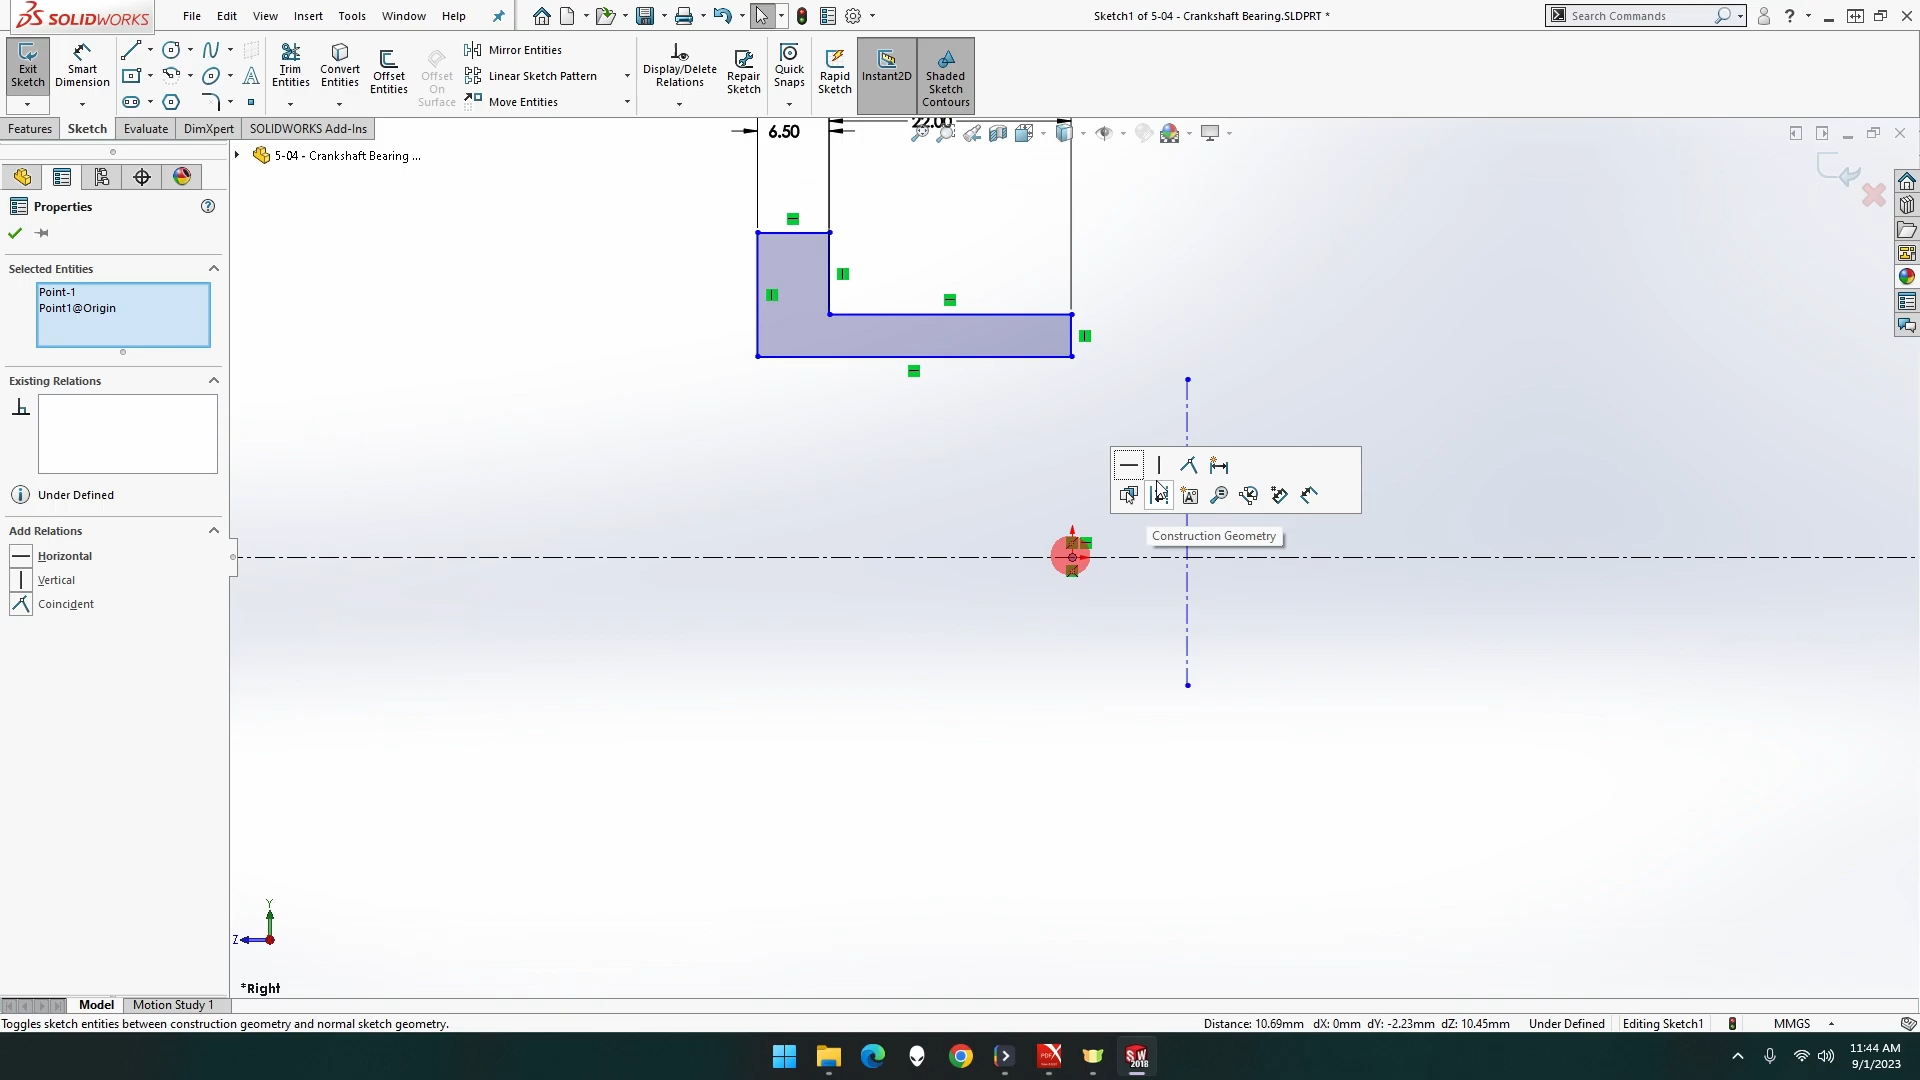 SOLIDWORKS
File Edit View Insert Tools Window Help
Sketch1 of 5-04 - Crankshaft Bearing.SLDPRT *
Search Commands
Exit Sketch
Smart Dimension
Trim Entities
Convert Entities
Offset Entities
Offset On Surface
Mirror Entities
Linear Sketch Pattern
Move Entities
Display/Delete Relations
Repair Sketch
Quick Snaps
Rapid Sketch
Instant2D
Shaded Sketch Contours
Features Sketch Evaluate DimXpert SOLIDWORKS Add-Ins
6.50
22.00
5-04 - Crankshaft Bearing ...
Properties
Selected Entities
Point-1
Point1@Origin
Existing Relations
Under Defined
Add Relations
Horizontal
Vertical
Coincident
Construction Geometry
Y
Z
*Right
Model Motion Study 1
Toggles sketch entities between construction geometry and normal sketch geometry.
Distance: 10.69mm dX: 0mm dY: -2.23mm dZ: 10.45mm Under Defined Editing Sketch1 MMGS
PDF
SW 2018
11:44 AM
9/1/2023